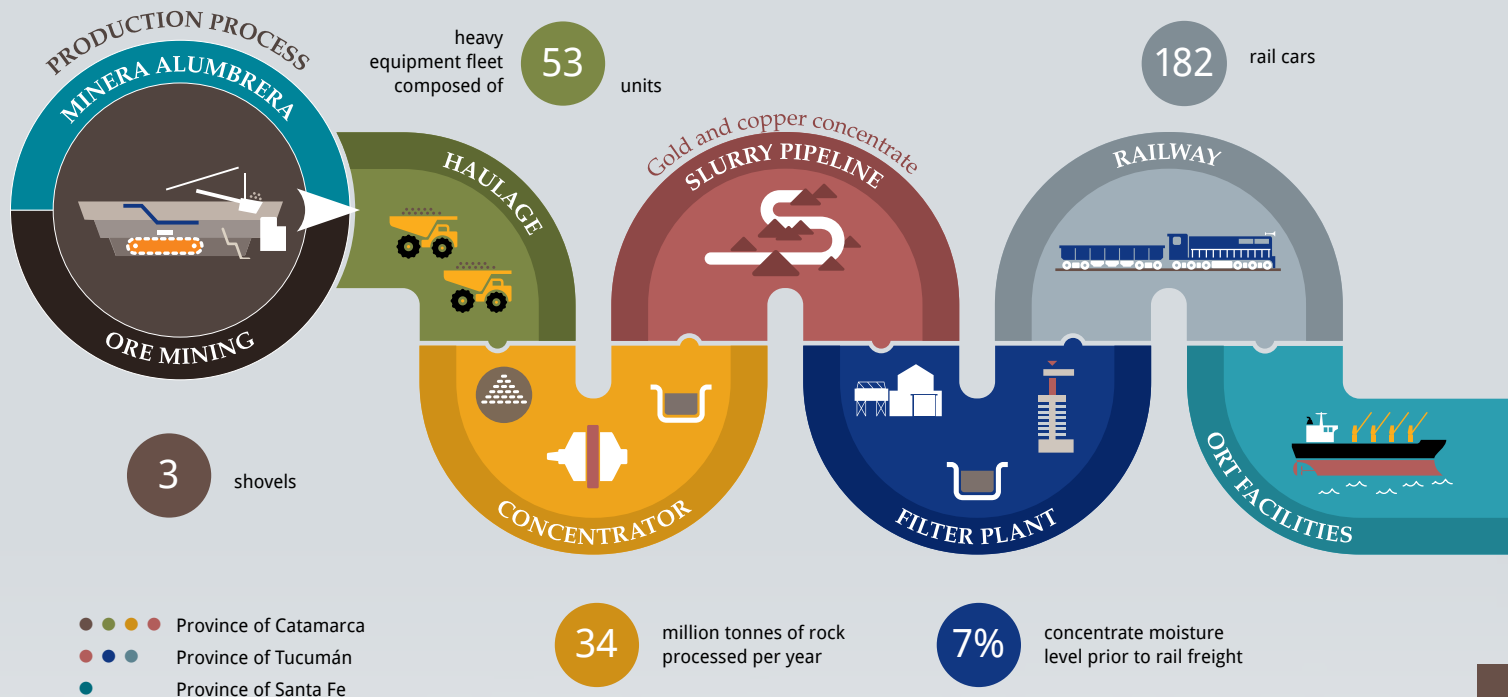 PRODUCTION PROCESS
MINERA ALUMBRERA
ORE MINING
3
shovels
heavy
equipment fleet
composed of
53
units
HAULAGE
CONCENTRATOR
34
million tonnes of rock
processed per year
Gold and copper concentrate
SLURRY PIPELINE
FILTER PLANT
7%
concentrate moisture
level prior to rail freight
182
rail cars
RAILWAY
ORT FACILITIES
Province of Catamarca
Province of Tucumán
Province of Santa Fe